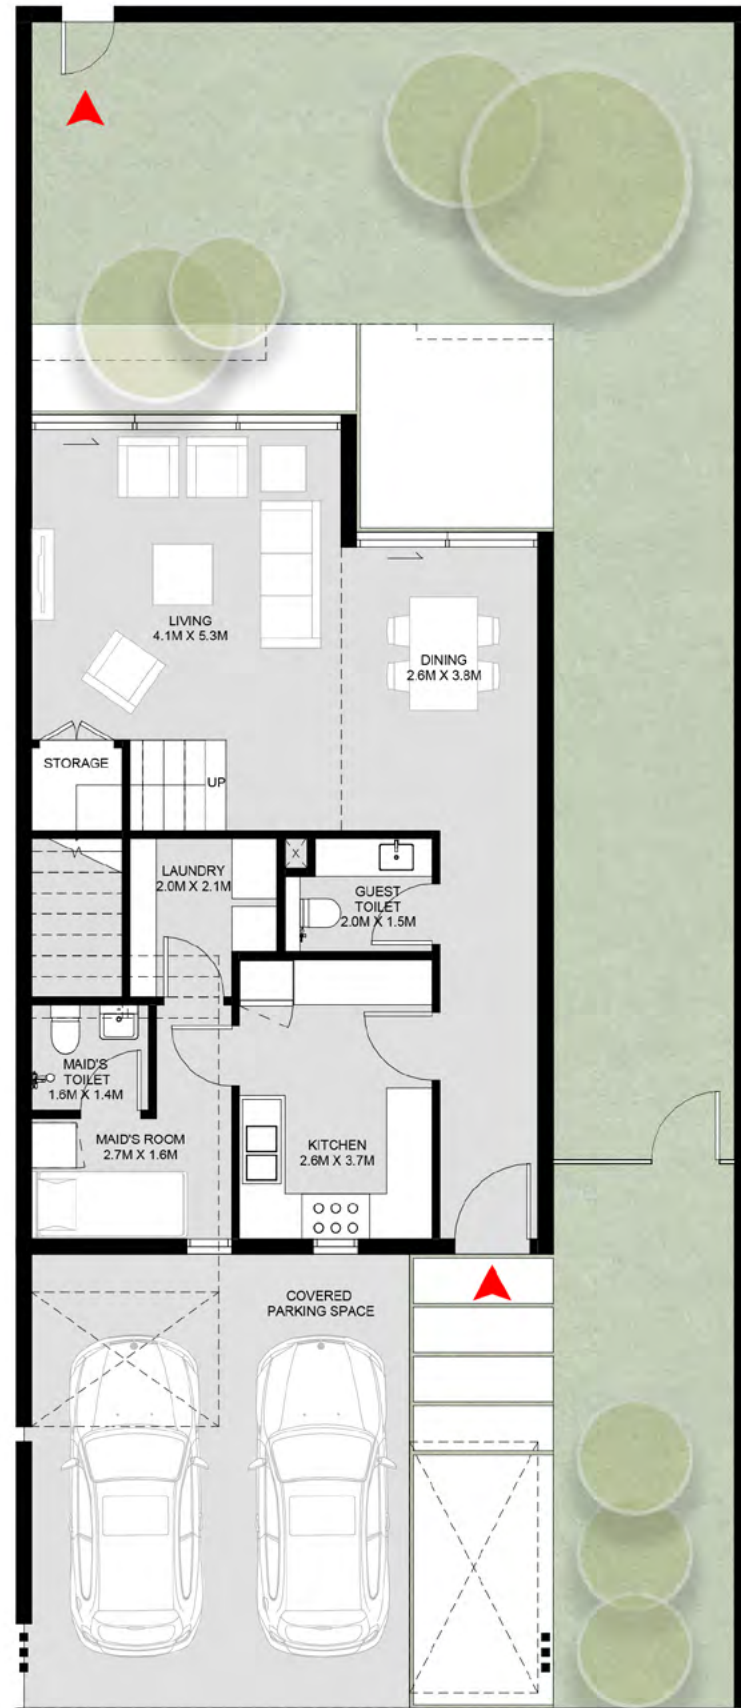 LIVING
4.1M X 5.3M
DINING
2.6M X 3.8M
STORAGE
UP
LAUNDRY
2.0M X 2.1M
X
GUEST
TOILET
2.0M X 1.5M
MAID'S
TOILET
1.6M X 1.4M
MAID'S ROOM
2.7M X 1.6M
KITCHEN
2.6M X 3.7M
COVERED
PARKING SPACE